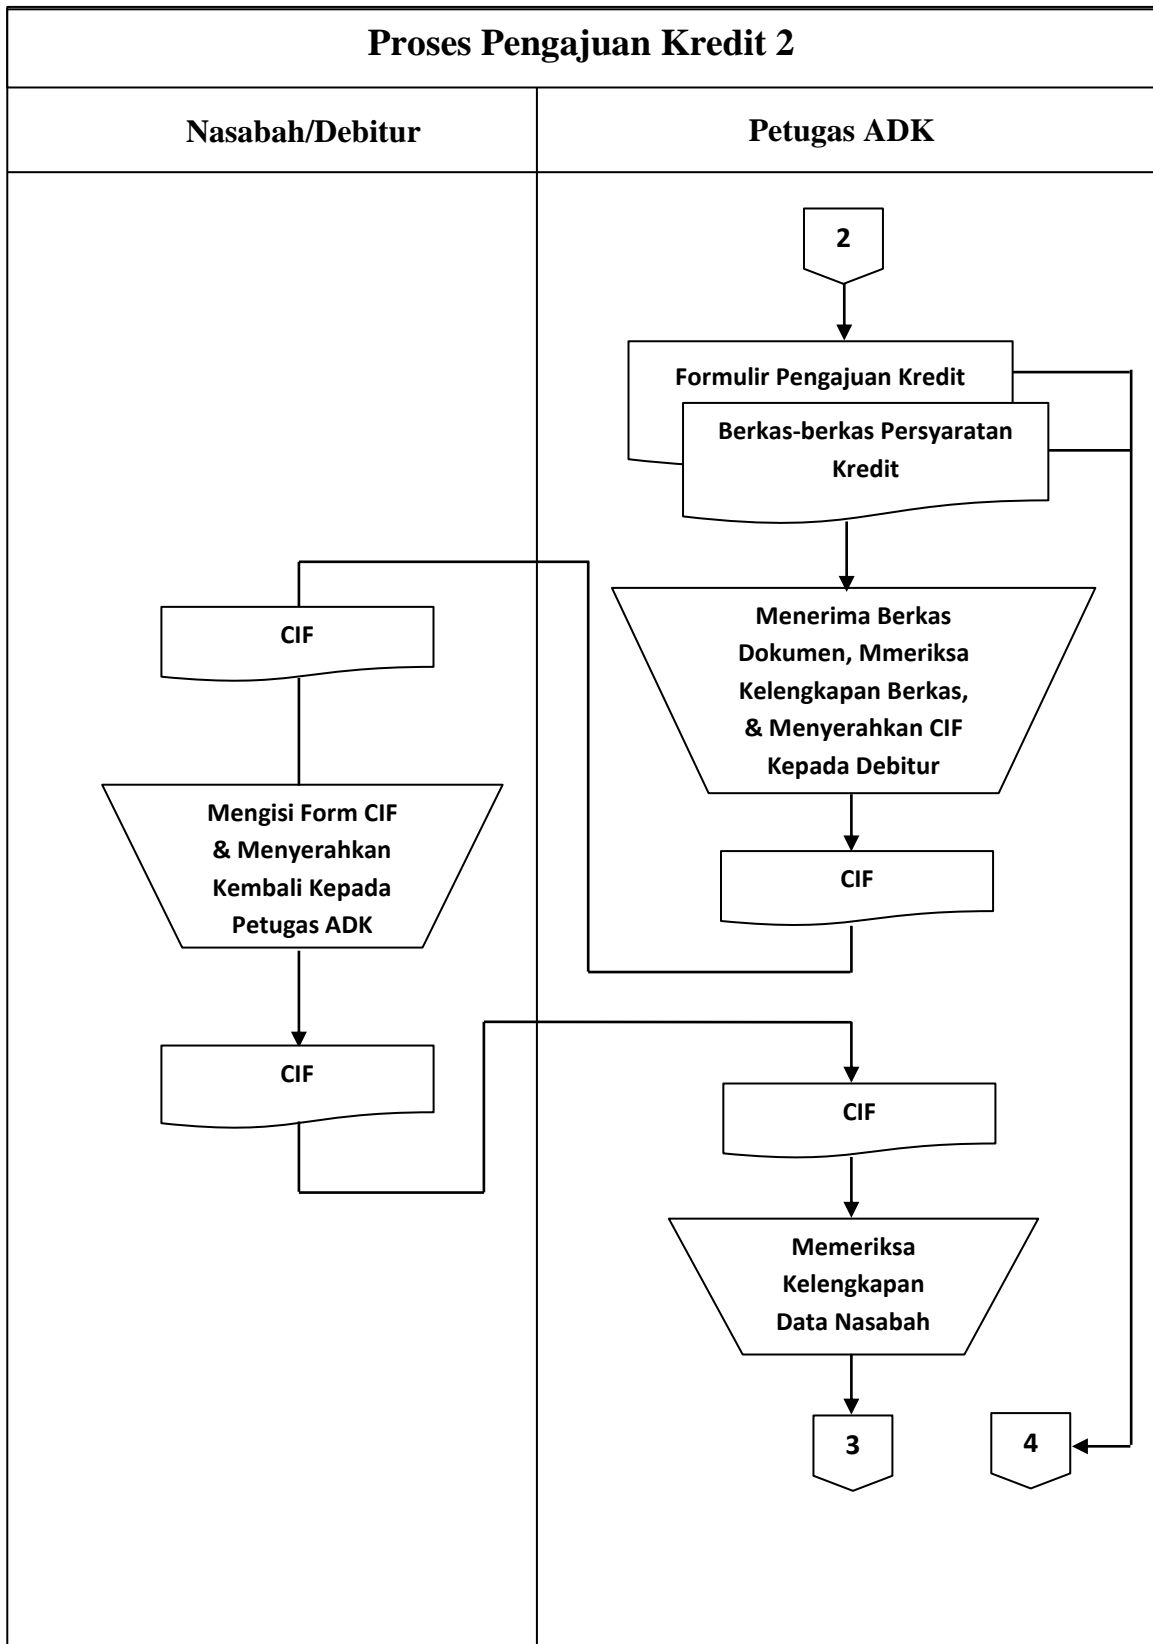 Proses Pengajuan Kredit 2
Nasabah/Debitur
Petugas ADK
2
Formulir Pengajuan Kredit
Berkas-berkas Persyaratan
Kredit
Menerima Berkas
Dokumen, Mmeriksa
Kelengkapan Berkas,
& Menyerahkan CIF
Kepada Debitur
CIF
CIF
Mengisi Form CIF
& Menyerahkan
Kembali Kepada
Petugas ADK
CIF
CIF
Memeriksa
Kelengkapan
Data Nasabah
3
4